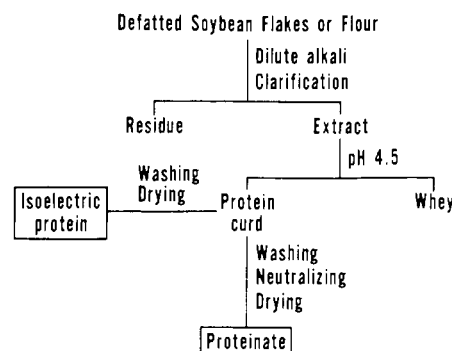 Defatted Soybean Flakes or Flour
Dilute alkali
Clarification
Residue
Extract
pH 4.5
Washing
Drying
Isoelectric
protein
Protein
curd
Whey
Washing
Neutralizing
Drying
Proteinate